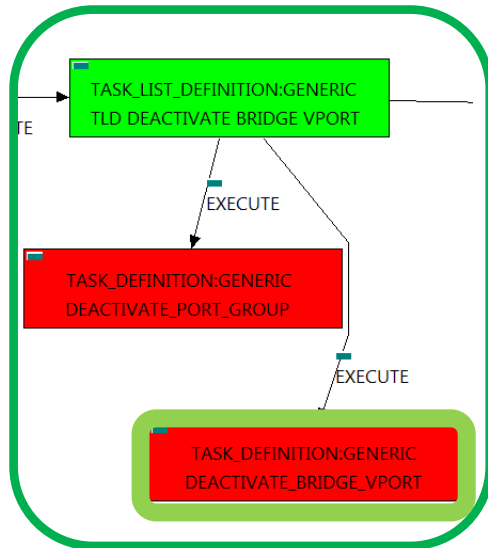 TASK_LIST_DEFINITION:GENERIC
TLD DEACTIVATE BRIDGE VPORT
TE
EXECUTE
TASK_DEFINITION:GENERIC
DEACTIVATE_PORT_GROUP
EXECUTE
TASK_DEFINITION:GENERIC
DEACTIVATE_BRIDGE_VPORT